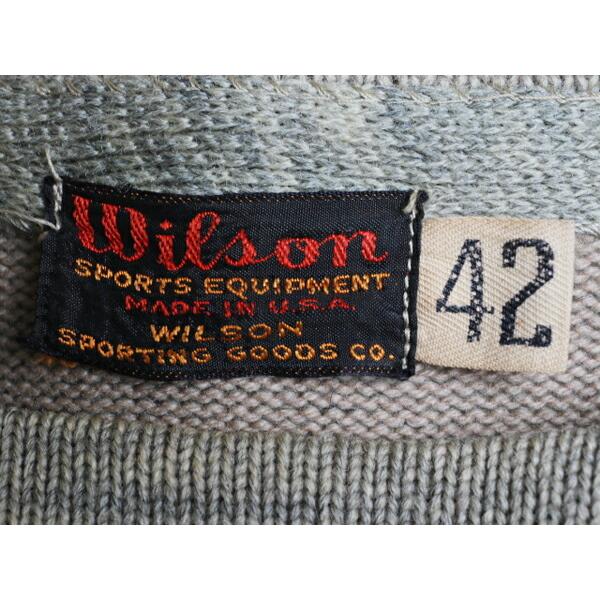 Wilson
SPORTS EQUIPMENT
MADE IN U.S.A.
WILSON
SPORTING GOODS CO.
42